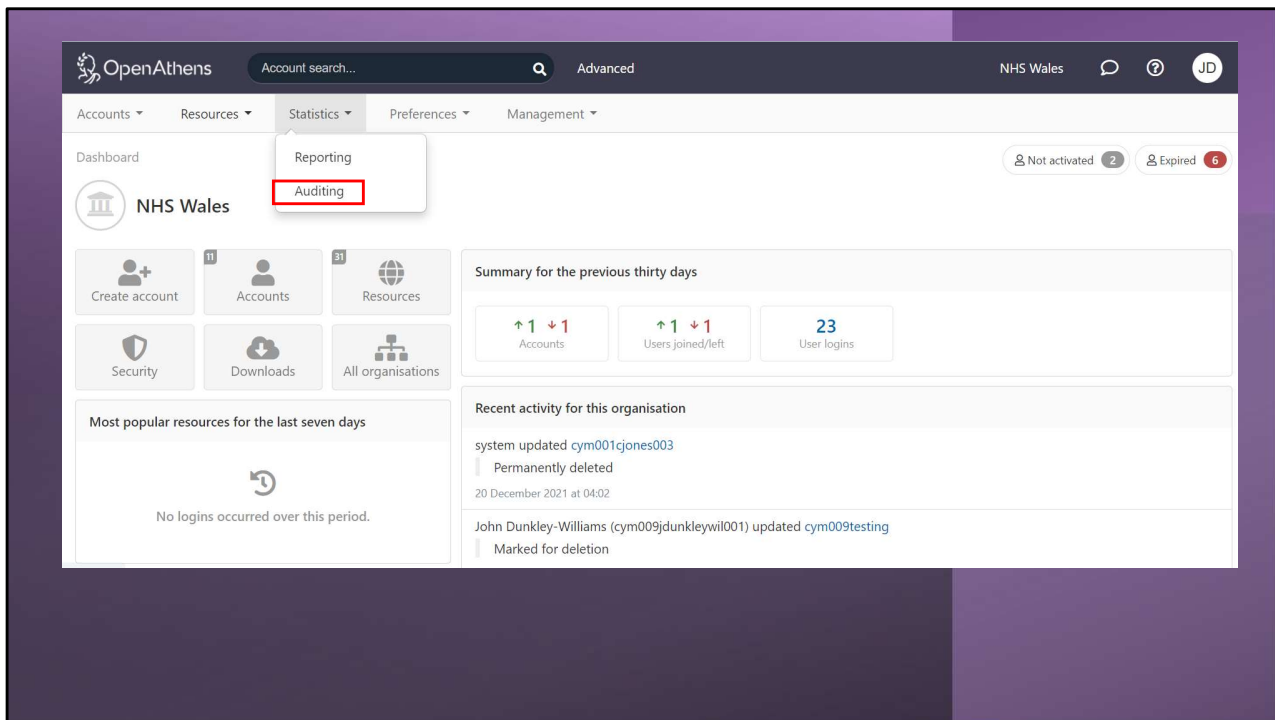 OpenAthens Account search... Advanced NHS Wales JD
Accounts Resources Statistics Preferences Management
Reporting
Auditing
Dashboard
Not activated 2 Expired 6
NHS Wales
Create account
11 Accounts
31 Resources
Security
Downloads
All organisations
Summary for the previous thirty days
1 1
Accounts
1 1
Users joined/left
23
User logins
Most popular resources for the last seven days
No logins occurred over this period.
Recent activity for this organisation
system updated cym001cjones003
Permanently deleted
20 December 2021 at 04:02
John Dunkley-Williams (cym009jdunkleywil001) updated cym009testing
Marked for deletion